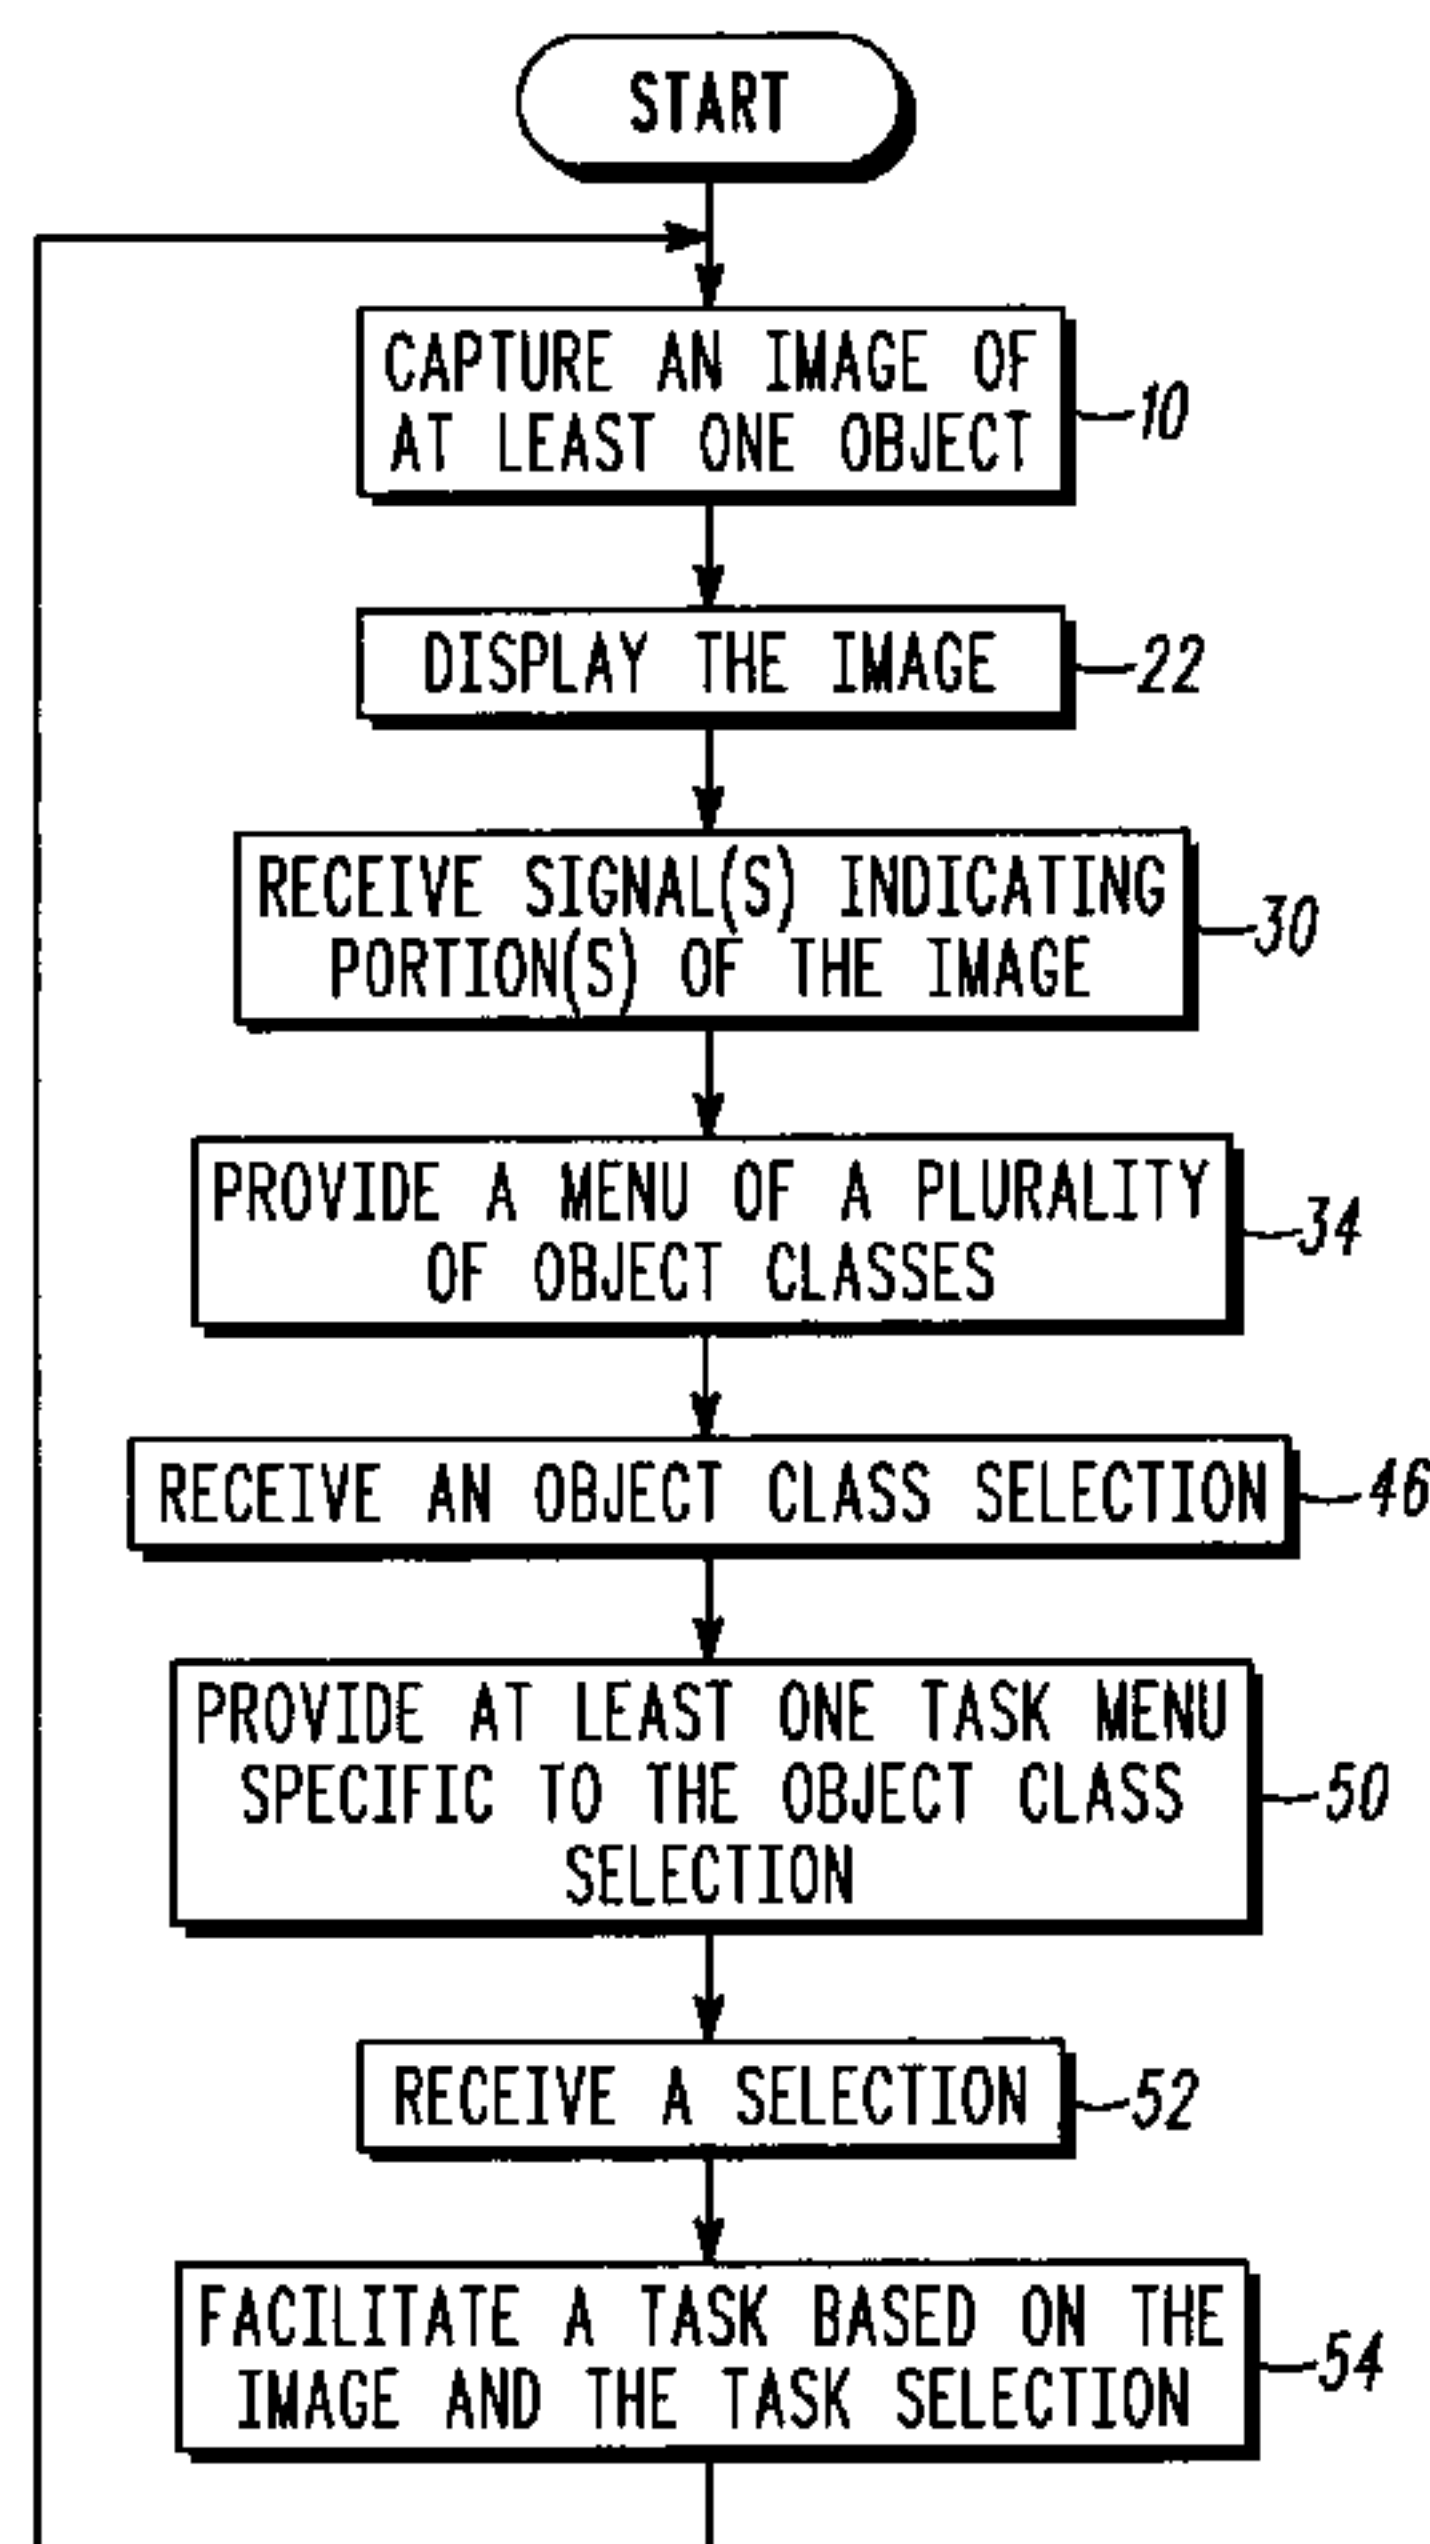 START
CAPTURE AN IMAGE OF
AT LEAST ONE OBJECT
10
DISPLAY THE IMAGE
22
RECEIVE SIGNAL(S) INDICATING
PORTION(S) OF THE IMAGE
30
PROVIDE A MENU OF A PLURALITY
OF OBJECT CLASSES
34
RECEIVE AN OBJECT CLASS SELECTION
46
PROVIDE AT LEAST ONE TASK MENU
SPECIFIC TO THE OBJECT CLASS
SELECTION
50
RECEIVE A SELECTION
52
FACILITATE A TASK BASED ON THE
IMAGE AND THE TASK SELECTION
54